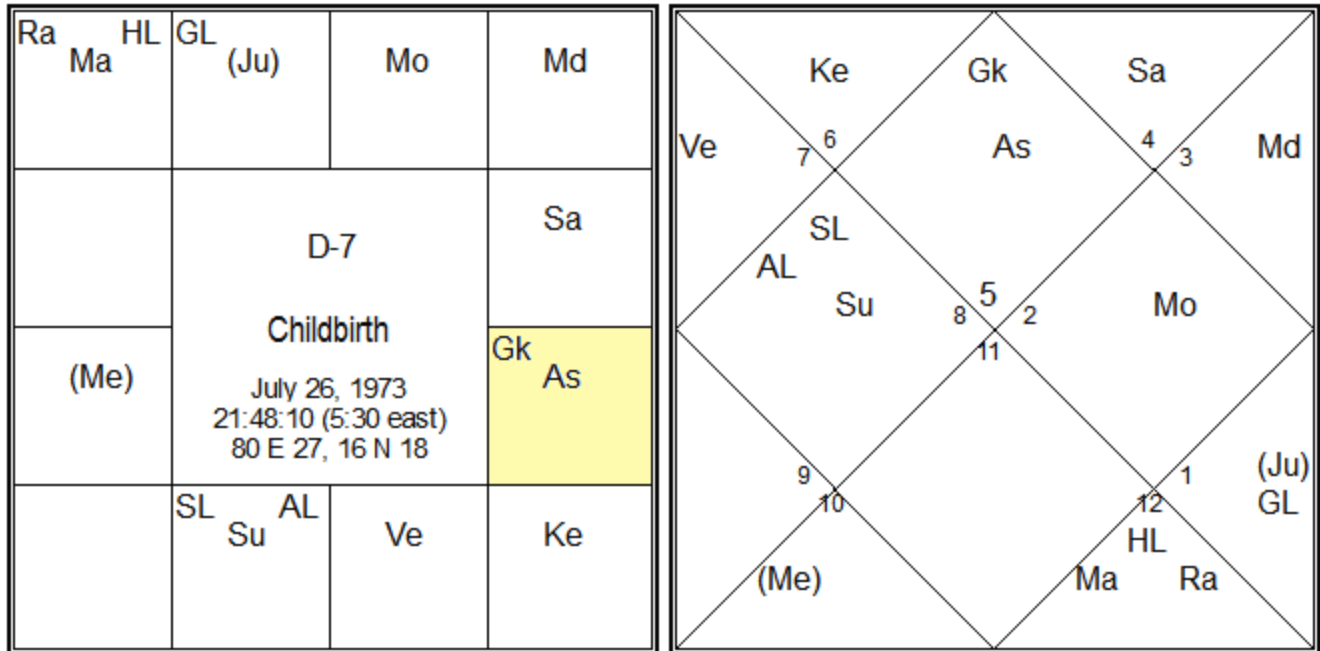 Ra HL
Ma
GL
(Ju)
Mo
Md
Sa
D-7
Childbirth
July 26, 1973
21:48:10 (5:30 east)
80 E 27, 16 N 18
(Me)
Gk
As
SL AL
Su
Ve
Ke
Ke
Gk
Sa
Ve
7
6
As
4
3
Md
SL
AL
Su
8
5
2
11
Mo
9
10
12
1
(Ju)
GL
HL
(Me)
Ma
Ra